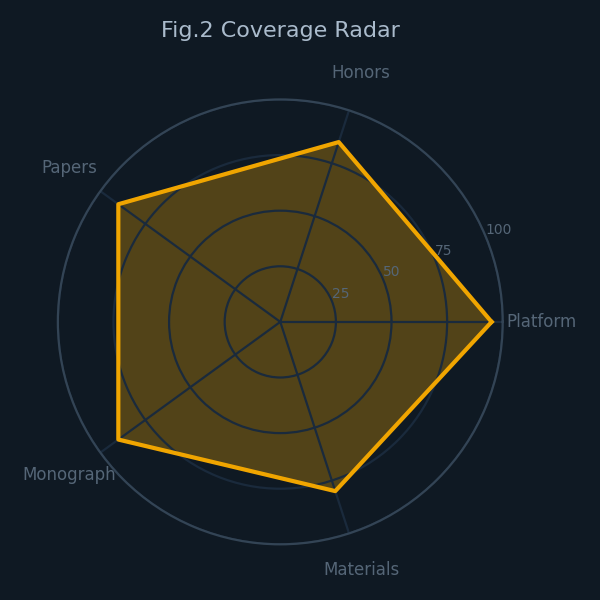 Fig.2 Coverage Radar
Honors
Papers
100
75
50
25
Platform
Monograph
Materials